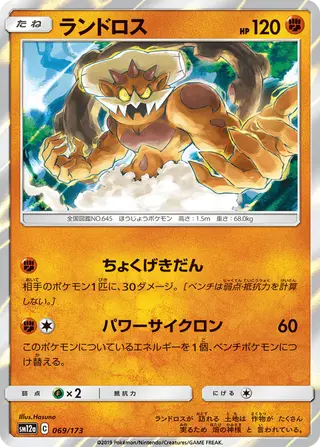 たね ランドロス HP 120
全国図鑑NO.645 ほうじょうポケモン 高さ:1.5m 重さ:68.0kg
ちょくげきだん
相手のポケモン1匹に、30ダメージ。[ベンチは弱点・抵抗力を計算
しない。]
パワーサイクロン 60
このポケモンについているエネルギーを1個、ベンチポケモンに
つけ替える。
弱点 ×2 抵抗力 にげる
Illus.Hasuno
sm12a C 069/173
ランドロスが 訪れる 土地は 作物が たくさん
実るため 畑の神様と 言われている。
©2019 Pokémon/Nintendo/Creatures/GAME FREAK.